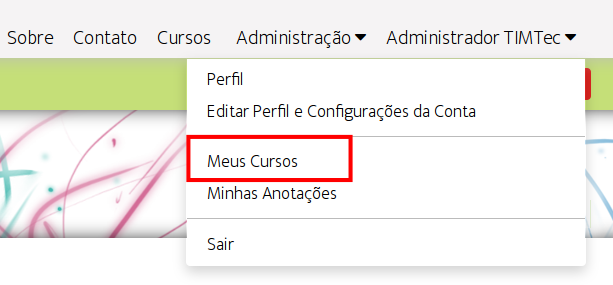 Sobre Contato Cursos Administração Administrador TIMTec
Perfil
Editar Perfil e Configurações da Conta
Meus Cursos
Minhas Anotações
Sair